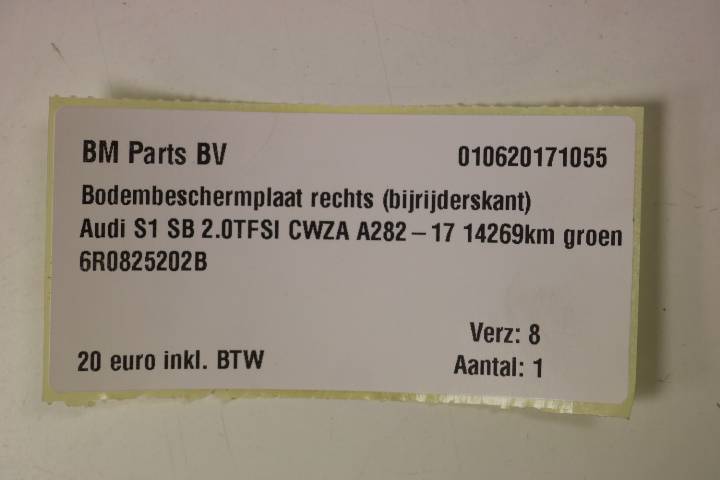 BM Parts BV 010620171055
Bodembeschermplaat rechts (bijrijderskant)
Audi S1 SB 2.0TFSI CWZA A282 – 17 14269km groen
6R0825202B
Verz: 8
20 euro inkl. BTW Aantal: 1